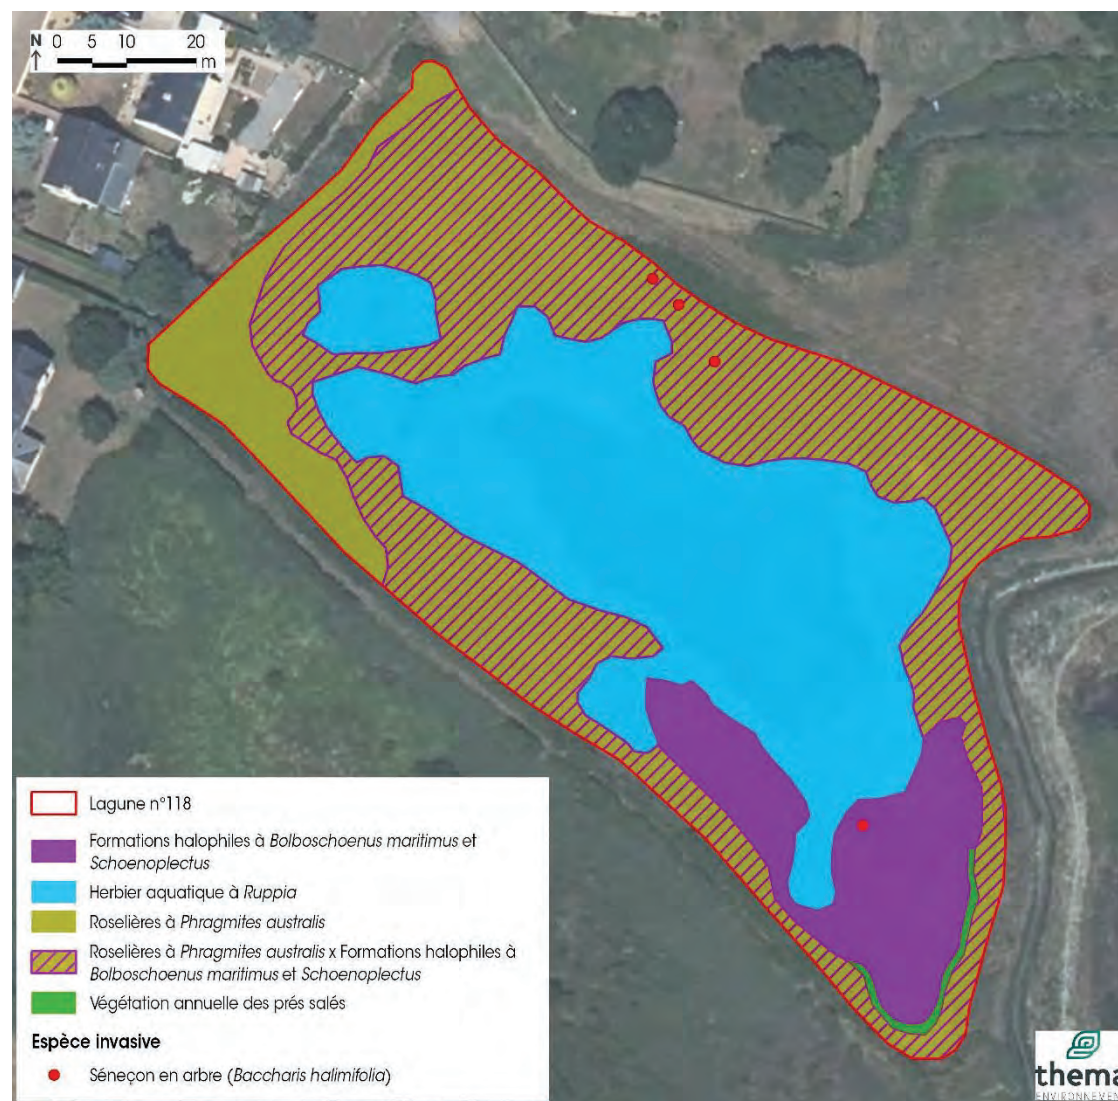 N 0 5 10 20
m
Lagune n°118
Formations halophiles à Bolboschoenus maritimus et
Schoenoplectus
Herbier aquatique à Ruppia
Roselières à Phragmites australis
Roselières à Phragmites australis x Formations halophiles à
Bolboschoenus maritimus et Schoenoplectus
Végétation annuelle des prés salés
Espèce invasive
Séneçon en arbre (Baccharis halimifolia)
thema